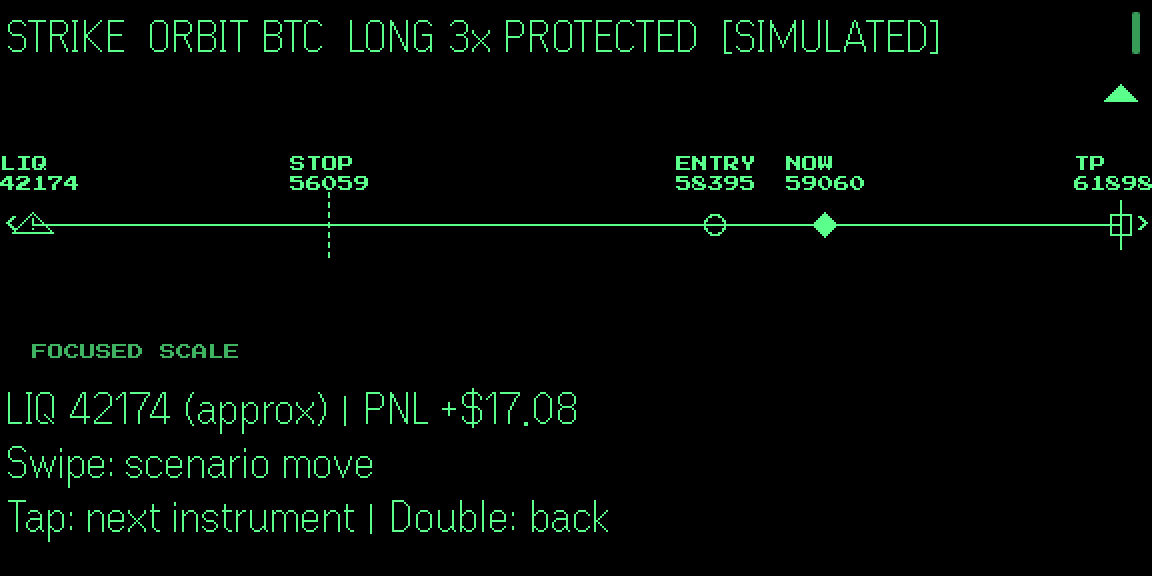 STRIKE ORBIT BTC LONG 3x PROTECTED [SIMULATED]
LIQ STOP ENTRY NOW TP
42174 56059 58395 59060 61898
FOCUSED SCALE
LIQ 42174 (approx) | PNL +$17.08
Swipe: scenario move
Tap: next instrument | Double: back